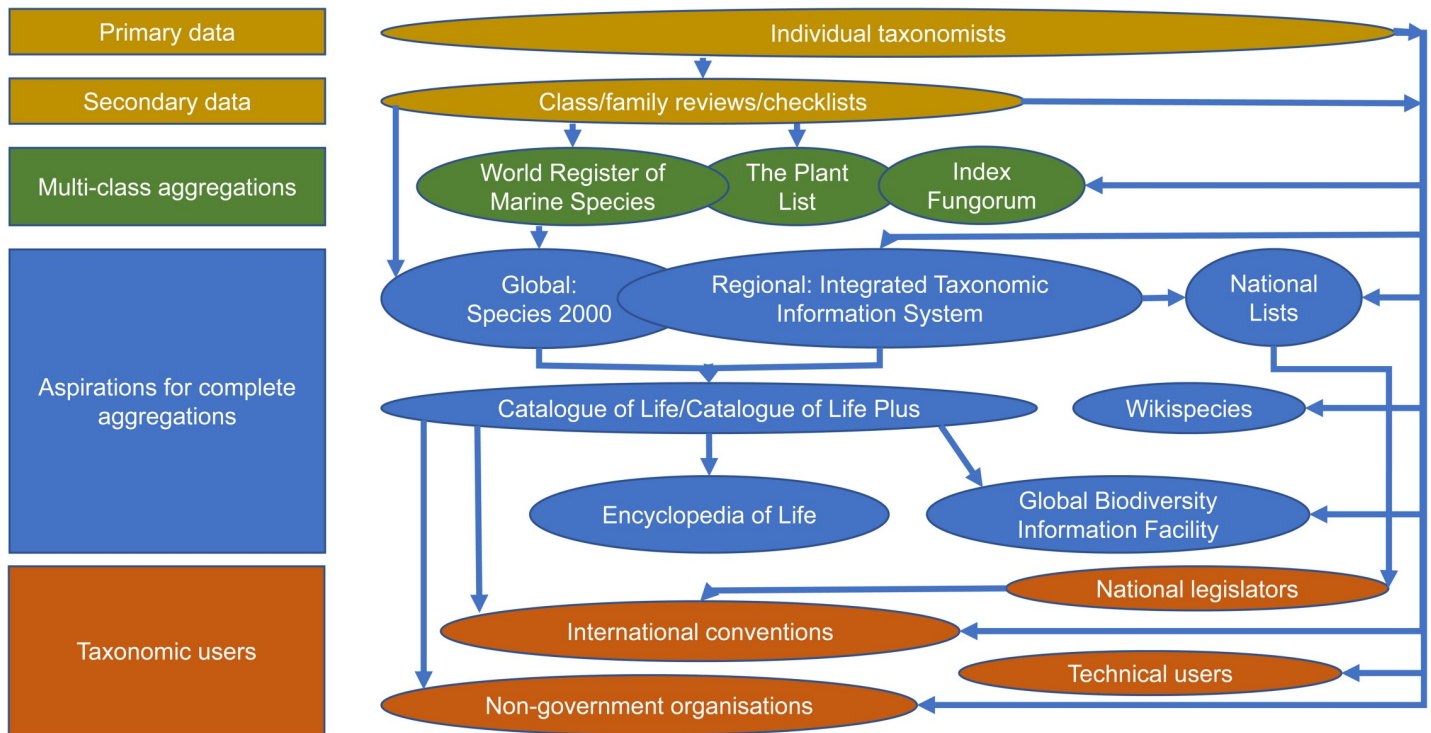 Primary data
Individual taxonomists
Secondary data
Class/family reviews/checklists
Multi-class aggregations
World Register of
Marine Species
The Plant
List
Index
Fungorum
Aspirations for complete
aggregations
Global:
Species 2000
Regional: Integrated Taxonomic
Information System
National
Lists
Catalogue of Life/Catalogue of Life Plus
Wikispecies
Encyclopedia of Life
Global Biodiversity
Information Facility
Taxonomic users
National legislators
International conventions
Technical users
Non-government organisations